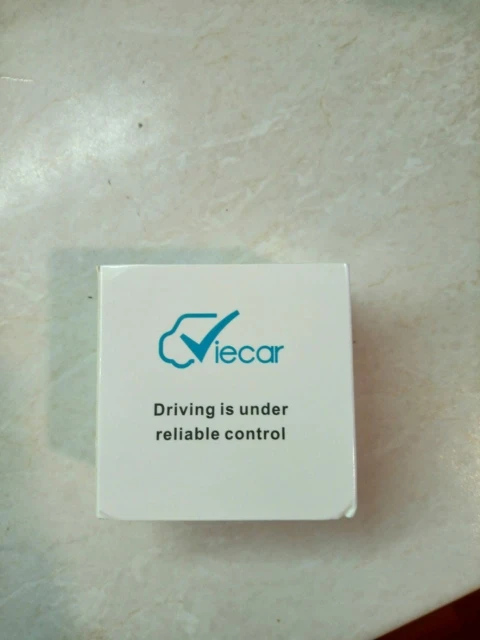 Viecar
Driving is under
reliable control